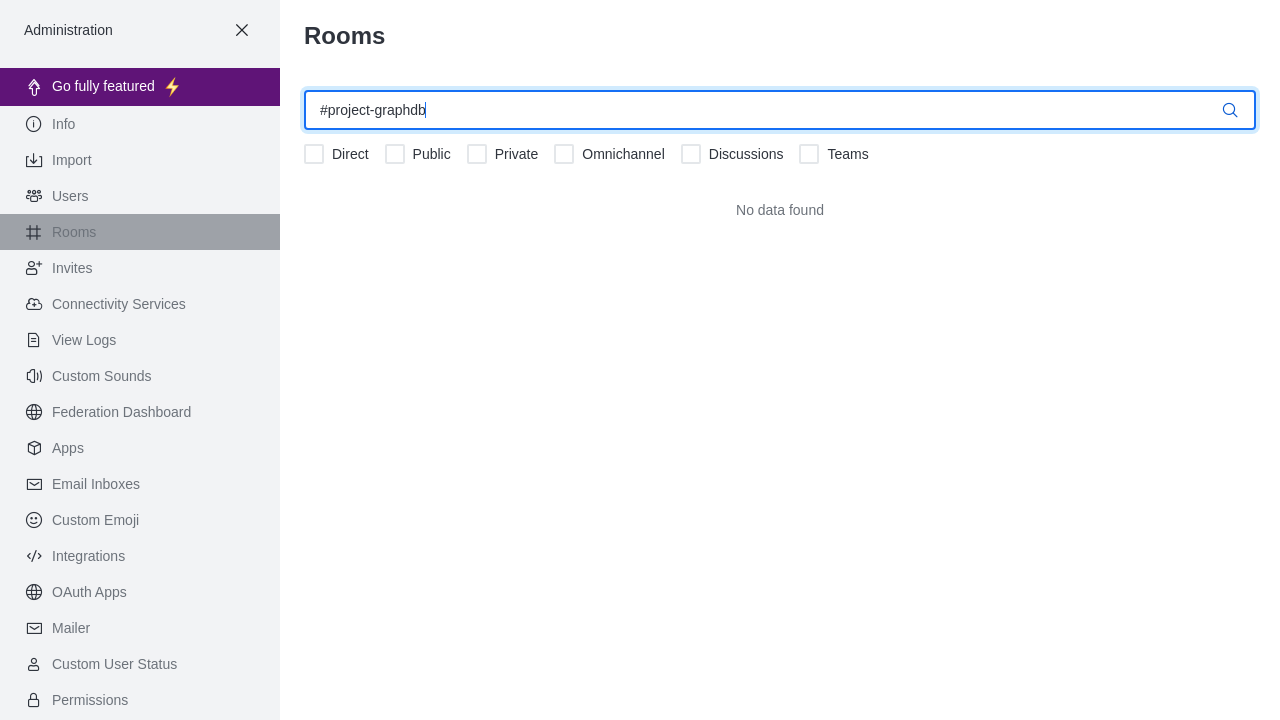 Administration
Go fully featured
Info
Import
Users
Rooms
Invites
Connectivity Services
View Logs
Custom Sounds
Federation Dashboard
Apps
Email Inboxes
Custom Emoji
Integrations
OAuth Apps
Mailer
Custom User Status
Permissions
Rooms
#project-graphdb
Direct Public Private Omnichannel Discussions Teams
No data found